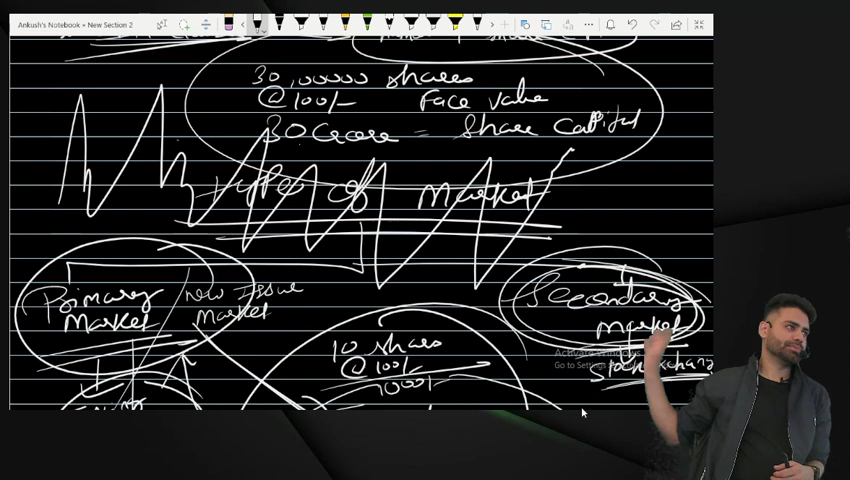 Ankush's Notebook • New Section 2
30,00000 shares
@100/- Face value
30 Crore = Share Capital
type of market
Primary
Market
new Issue
Market
Secondary
market
10 shares
@100/-
1000/-
Activate Windows
Go to Settings